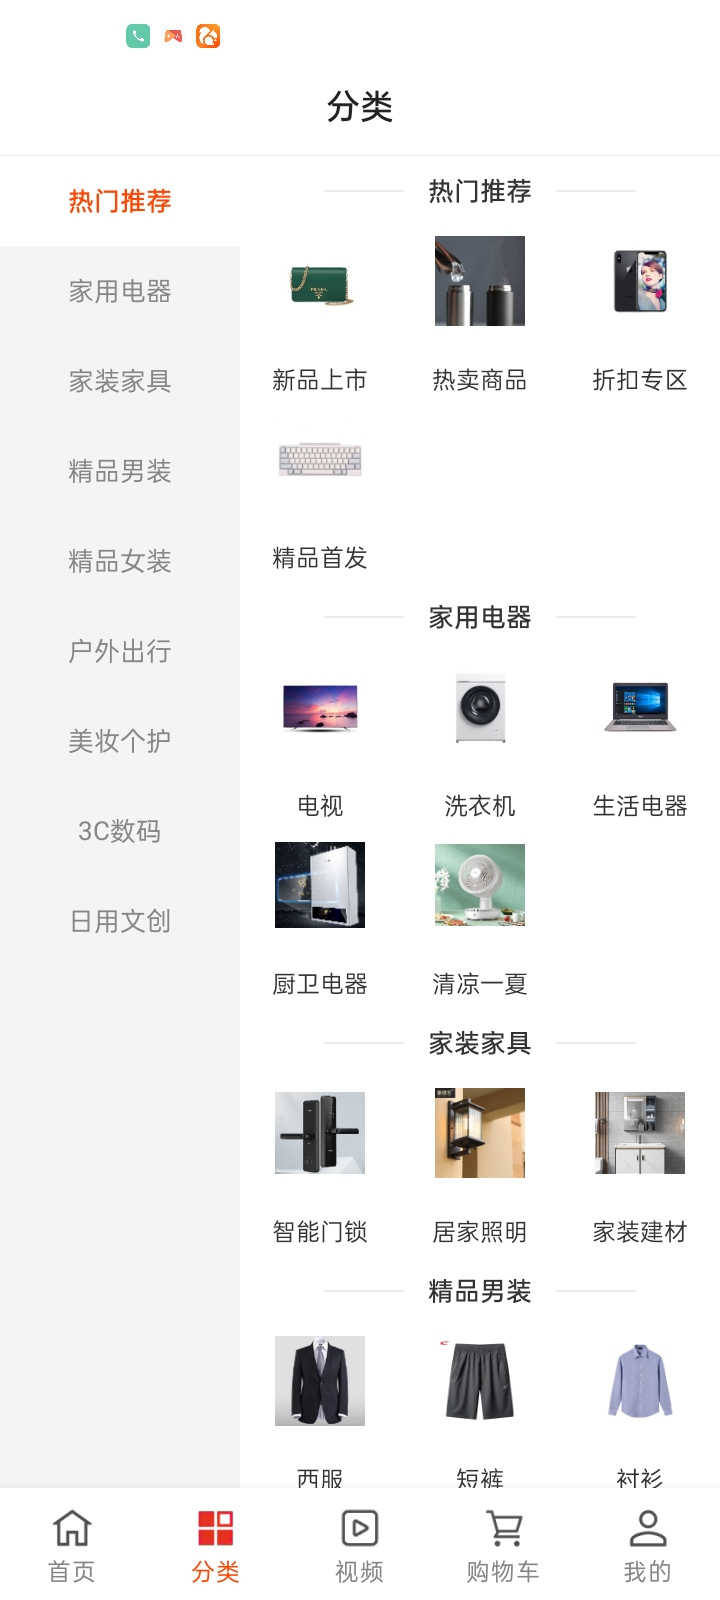 分类
热门推荐
家用电器
家装家具
精品男装
精品女装
户外出行
美妆个护
3C数码
日用文创
热门推荐
PRADA
新品上市
热卖商品
折扣专区
精品首发
家用电器
电视
洗衣机
生活电器
厨卫电器
清凉一夏
家装家具
智能门锁
居家照明
家装建材
精品男装
西服
短裤
衬衫
首页
分类
视频
购物车
我的